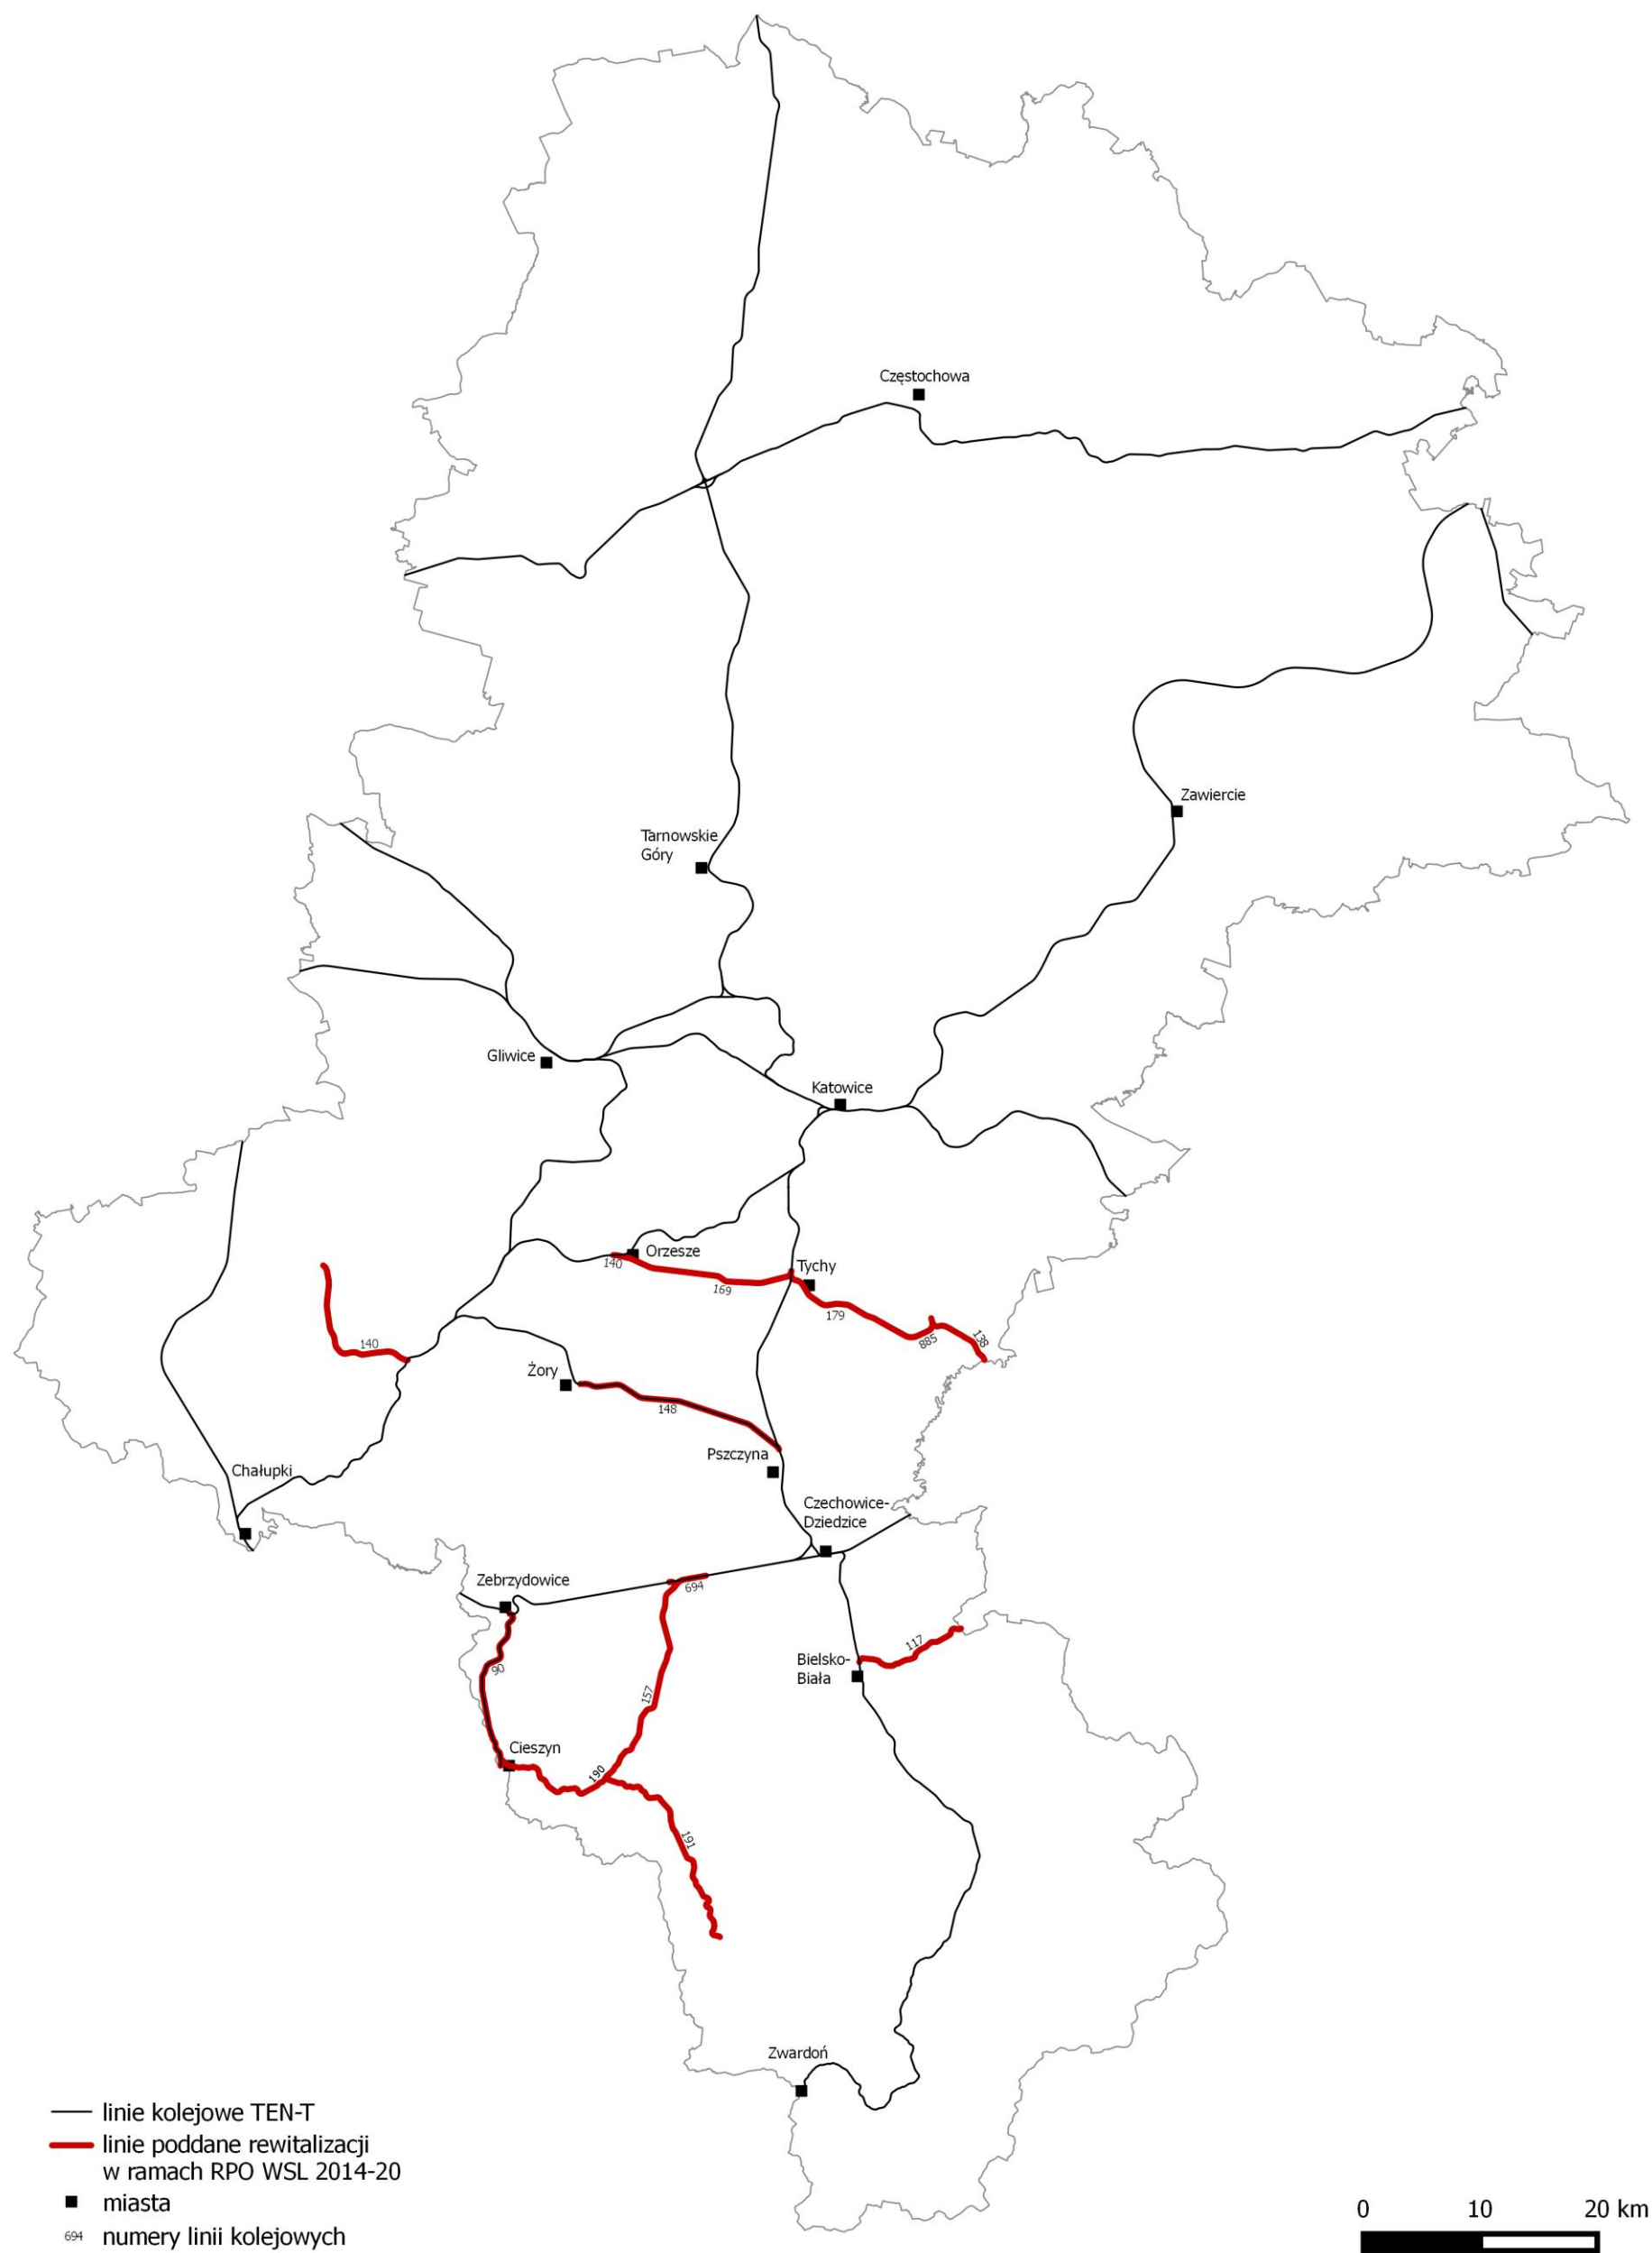 Częstochowa
Zawiercie
Tarnowskie
Góry
Gliwice
Katowice
Orzesze
140
169
Tychy
179
885
138
140
Żory
148
Pszczyna
Chałupki
Czechowice-
Dziedzice
Zebrzydowice
694
90
117
Bielsko-
Biała
157
Cieszyn
190
191
Zwardoń
linie kolejowe TEN-T
linie poddane rewitalizacji
w ramach RPO WSL 2014-20
miasta
694 numery linii kolejowych
0 10 20 km